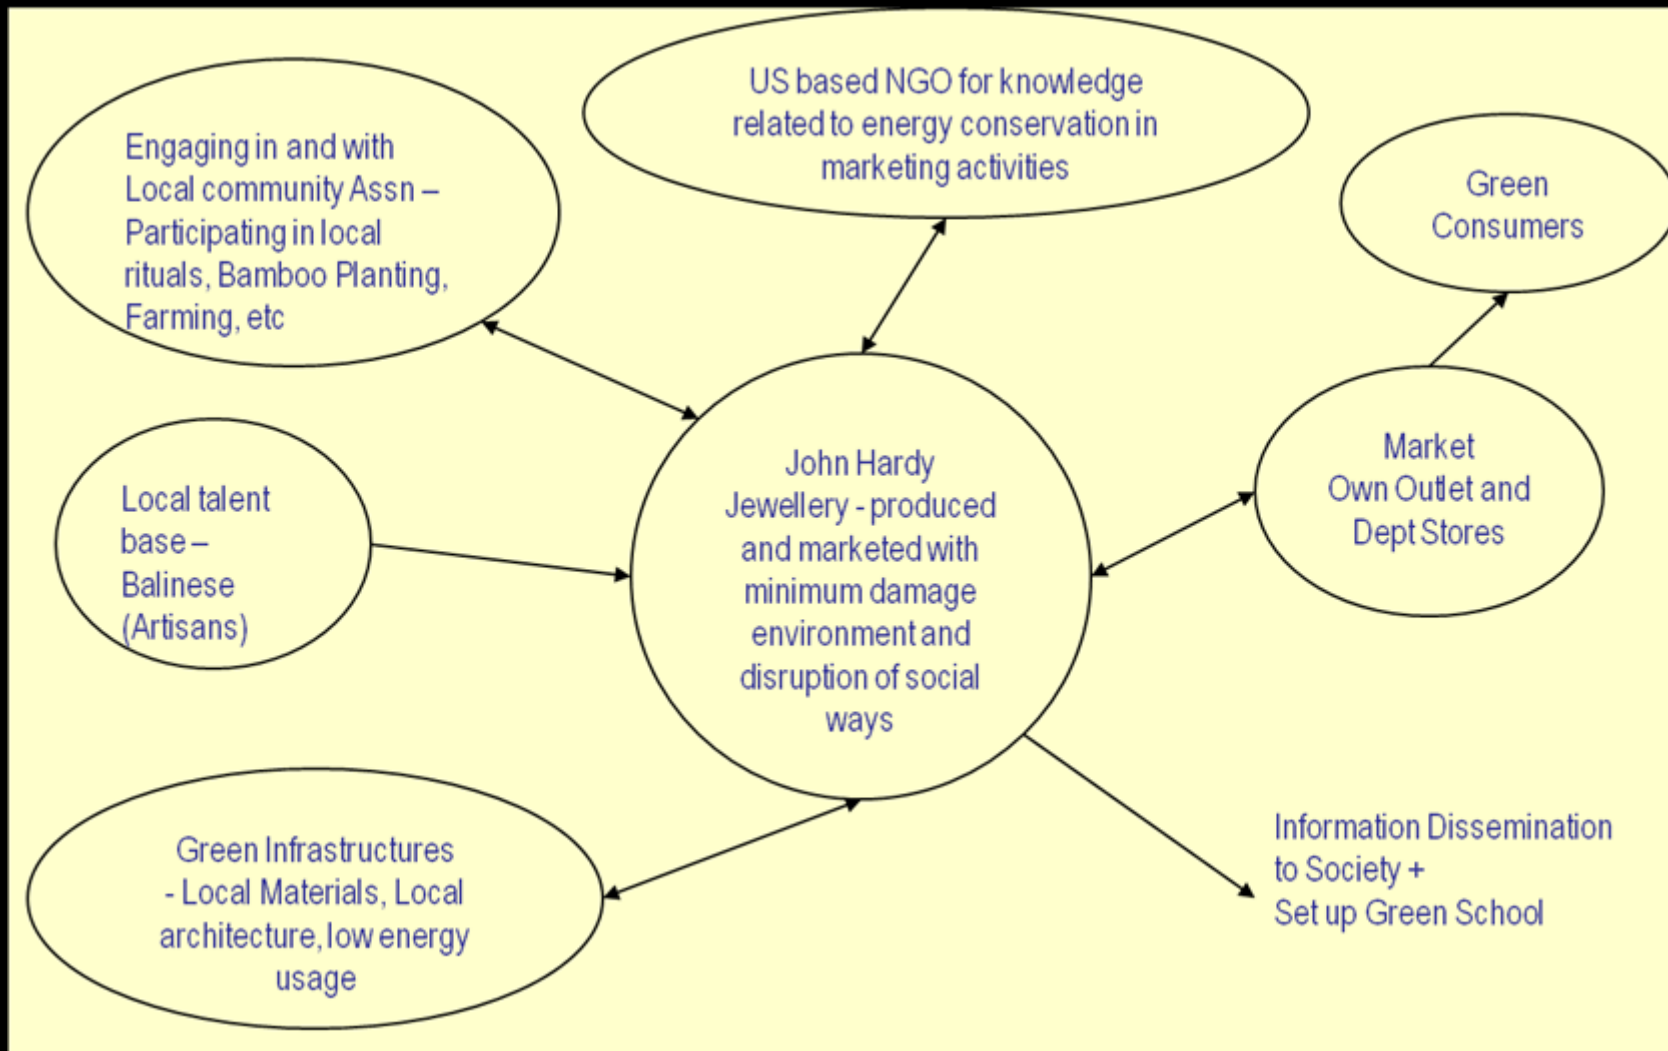 US based NGO for knowledge
related to energy conservation in
marketing activities
Engaging in and with
Local community Assn –
Participating in local
rituals, Bamboo Planting,
Farming, etc
Green
Consumers
Local talent
base –
Balinese
(Artisans)
John Hardy
Jewellery - produced
and marketed with
minimum damage
environment and
disruption of social
ways
Market
Own Outlet and
Dept Stores
Green Infrastructures
- Local Materials, Local
architecture, low energy
usage
Information Dissemination
to Society +
Set up Green School